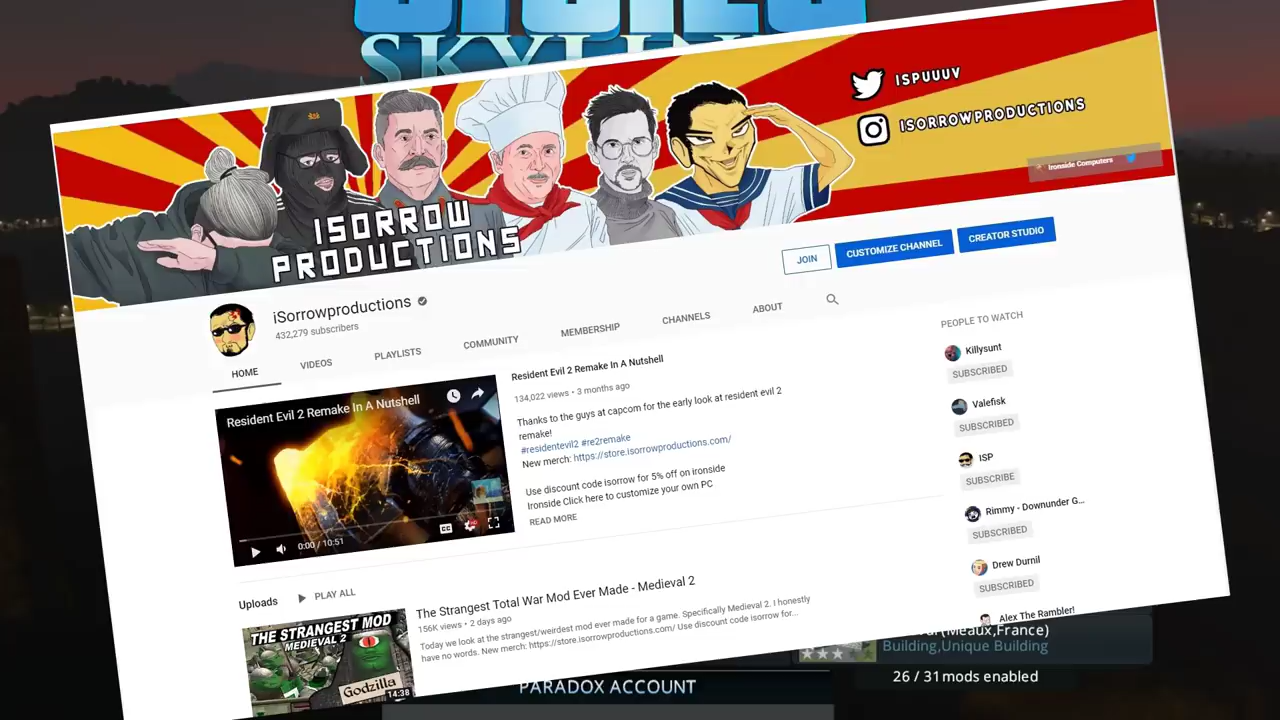 SKYLIN
ISPUUUV
ISORROWPRODUCTIONS
Ironside Computers
ISORROW
PRODUCTIONS
JOIN
CUSTOMIZE CHANNEL
CREATOR STUDIO
iSorrowproductions
432,279 subscribers
HOME
VIDEOS
PLAYLISTS
COMMUNITY
MEMBERSHIP
CHANNELS
ABOUT
Resident Evil 2 Remake In A Nutshell
0:00 / 10:51
Resident Evil 2 Remake In A Nutshell
134,022 views • 3 months ago
Thanks to the guys at capcom for the early look at resident evil 2
remake!
#residentevil2 #re2remake
New merch: https://store.isorrowproductions.com/
Use discount code isorrow for 5% off on ironside
Ironside Click here to customize your own PC
READ MORE
PEOPLE TO WATCH
Killysunt
SUBSCRIBED
Valefisk
SUBSCRIBED
ISP
SUBSCRIBE
Rimmy - Downunder G...
SUBSCRIBED
Drew Durnil
SUBSCRIBED
Alex The Rambler!
Uploads
PLAY ALL
THE STRANGEST MOD
MEDIEVAL 2
Godzilla
14:38
The Strangest Total War Mod Ever Made - Medieval 2
156K views • 2 days ago
Today we look at the strangest/weirdest mod ever made for a game. Specifically Medieval 2. I honestly
have no words. New merch: https://store.isorrowproductions.com/ Use discount code isorrow for...
(Meaux,France)
Building,Unique Building
26 / 31mods enabled
PARADOX ACCOUNT